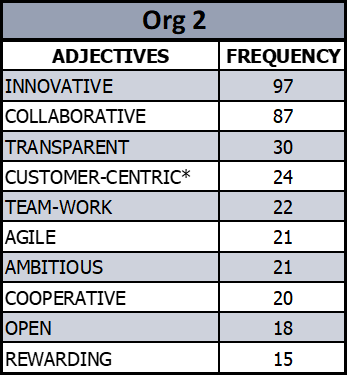 Org 2
ADJECTIVES FREQUENCY
INNOVATIVE 97
COLLABORATIVE 87
TRANSPARENT 30
CUSTOMER-CENTRIC* 24
TEAM-WORK 22
AGILE 21
AMBITIOUS 21
COOPERATIVE 20
OPEN 18
REWARDING 15